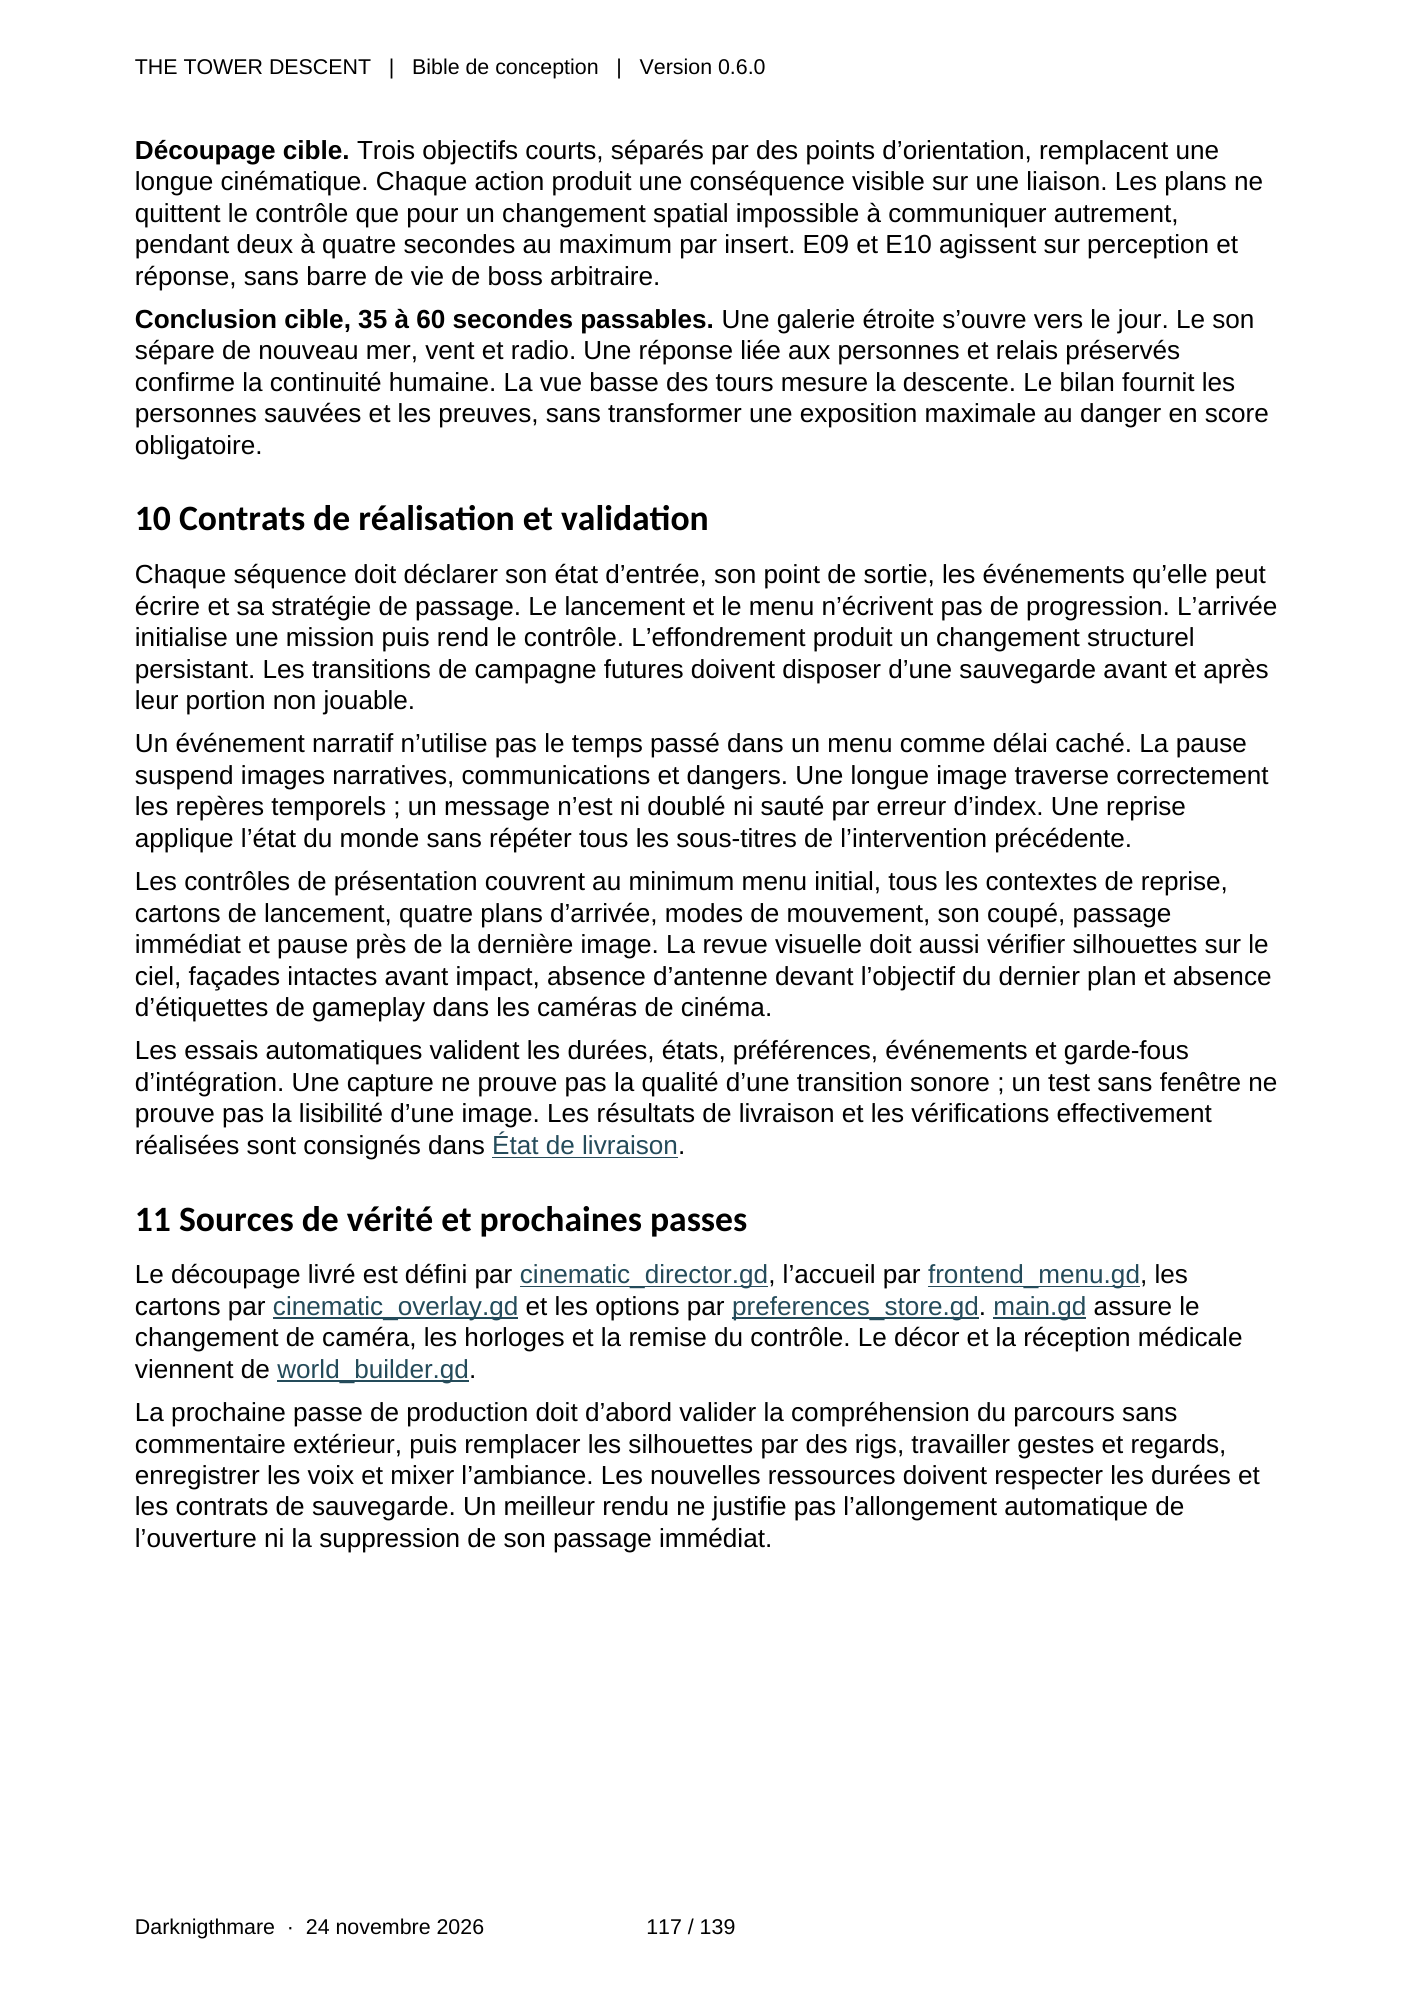 THE TOWER DESCENT | Bible de conception | Version 0.6.0
Découpage cible. Trois objectifs courts, séparés par des points d’orientation, remplacent une
longue cinématique. Chaque action produit une conséquence visible sur une liaison. Les plans ne
quittent le contrôle que pour un changement spatial impossible à communiquer autrement,
pendant deux à quatre secondes au maximum par insert. E09 et E10 agissent sur perception et
réponse, sans barre de vie de boss arbitraire.
Conclusion cible, 35 à 60 secondes passables. Une galerie étroite s’ouvre vers le jour. Le son
sépare de nouveau mer, vent et radio. Une réponse liée aux personnes et relais préservés
confirme la continuité humaine. La vue basse des tours mesure la descente. Le bilan fournit les
personnes sauvées et les preuves, sans transformer une exposition maximale au danger en score
obligatoire.
10 Contrats de réalisation et validation
Chaque séquence doit déclarer son état d’entrée, son point de sortie, les événements qu’elle peut
écrire et sa stratégie de passage. Le lancement et le menu n’écrivent pas de progression. L’arrivée
initialise une mission puis rend le contrôle. L’effondrement produit un changement structurel
persistant. Les transitions de campagne futures doivent disposer d’une sauvegarde avant et après
leur portion non jouable.
Un événement narratif n’utilise pas le temps passé dans un menu comme délai caché. La pause
suspend images narratives, communications et dangers. Une longue image traverse correctement
les repères temporels ; un message n’est ni doublé ni sauté par erreur d’index. Une reprise
applique l’état du monde sans répéter tous les sous-titres de l’intervention précédente.
Les contrôles de présentation couvrent au minimum menu initial, tous les contextes de reprise,
cartons de lancement, quatre plans d’arrivée, modes de mouvement, son coupé, passage
immédiat et pause près de la dernière image. La revue visuelle doit aussi vérifier silhouettes sur le
ciel, façades intactes avant impact, absence d’antenne devant l’objectif du dernier plan et absence
d’étiquettes de gameplay dans les caméras de cinéma.
Les essais automatiques valident les durées, états, préférences, événements et garde-fous
d’intégration. Une capture ne prouve pas la qualité d’une transition sonore ; un test sans fenêtre ne
prouve pas la lisibilité d’une image. Les résultats de livraison et les vérifications effectivement
réalisées sont consignés dans État de livraison.
11 Sources de vérité et prochaines passes
Le découpage livré est défini par cinematic_director.gd, l’accueil par frontend_menu.gd, les
cartons par cinematic_overlay.gd et les options par preferences_store.gd. main.gd assure le
changement de caméra, les horloges et la remise du contrôle. Le décor et la réception médicale
viennent de world_builder.gd.
La prochaine passe de production doit d’abord valider la compréhension du parcours sans
commentaire extérieur, puis remplacer les silhouettes par des rigs, travailler gestes et regards,
enregistrer les voix et mixer l’ambiance. Les nouvelles ressources doivent respecter les durées et
les contrats de sauvegarde. Un meilleur rendu ne justifie pas l’allongement automatique de
l’ouverture ni la suppression de son passage immédiat.
Darknigthmare · 24 novembre 2026 117 / 139